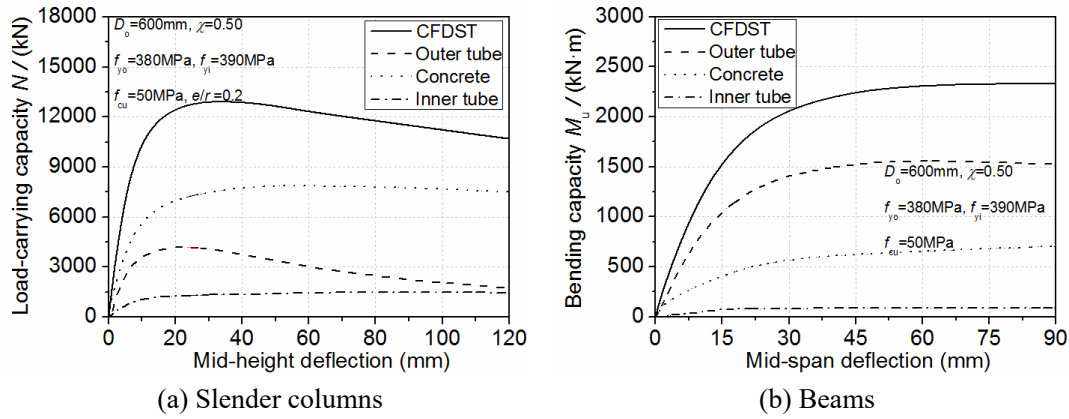 Load-carrying capacity N / (kN)
18000
15000
12000
9000
6000
3000
0
D_o=600mm, χ=0.50
f_yo=380MPa, f_yi=390MPa
f_cu=50MPa, e/r=0.2
CFDST
Outer tube
Concrete
Inner tube
0 20 40 60 80 100 120
Mid-height deflection (mm)
(a) Slender columns
Bending capacity M_u / (kN·m)
3000
2500
2000
1500
1000
500
0
CFDST
Outer tube
Concrete
Inner tube
D_o=600mm, χ=0.50
f_yo=380MPa, f_yi=390MPa
f_cu=50MPa
0 15 30 45 60 75 90
Mid-span deflection (mm)
(b) Beams